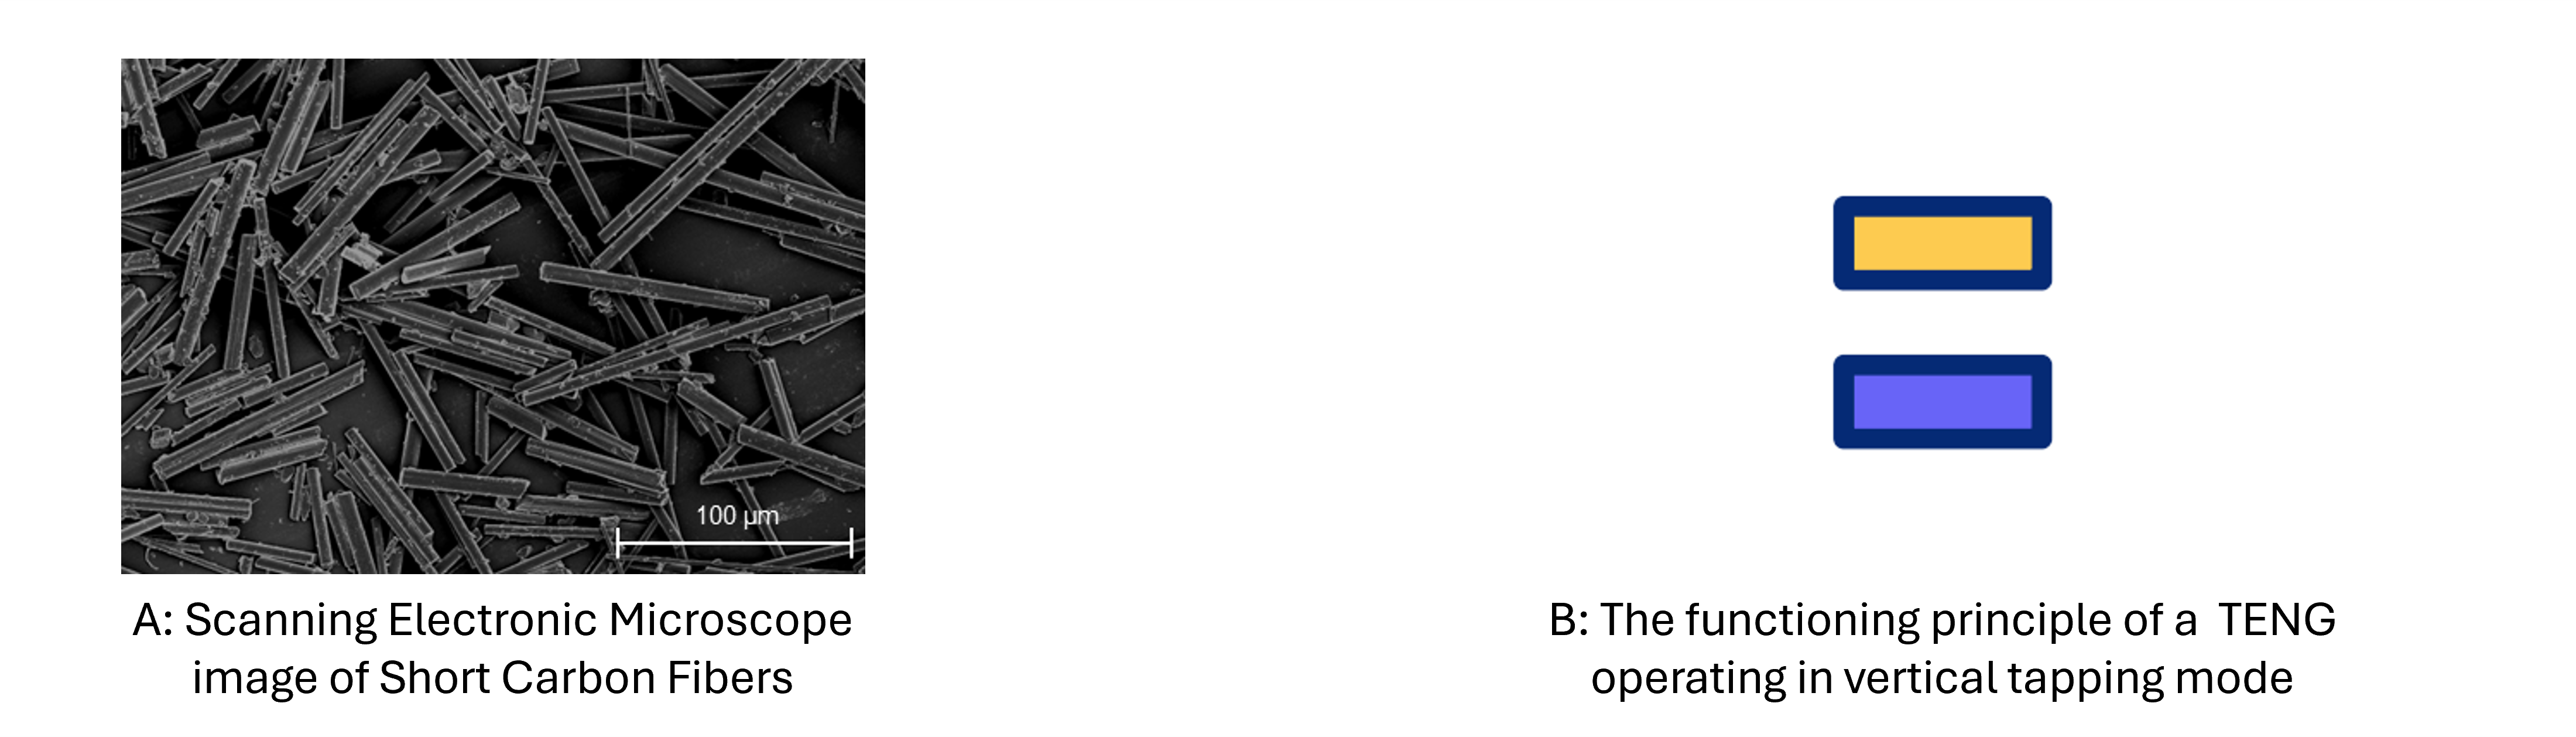 100 µm
A: Scanning Electronic Microscope
image of Short Carbon Fibers
B: The functioning principle of a TENG
operating in vertical tapping mode